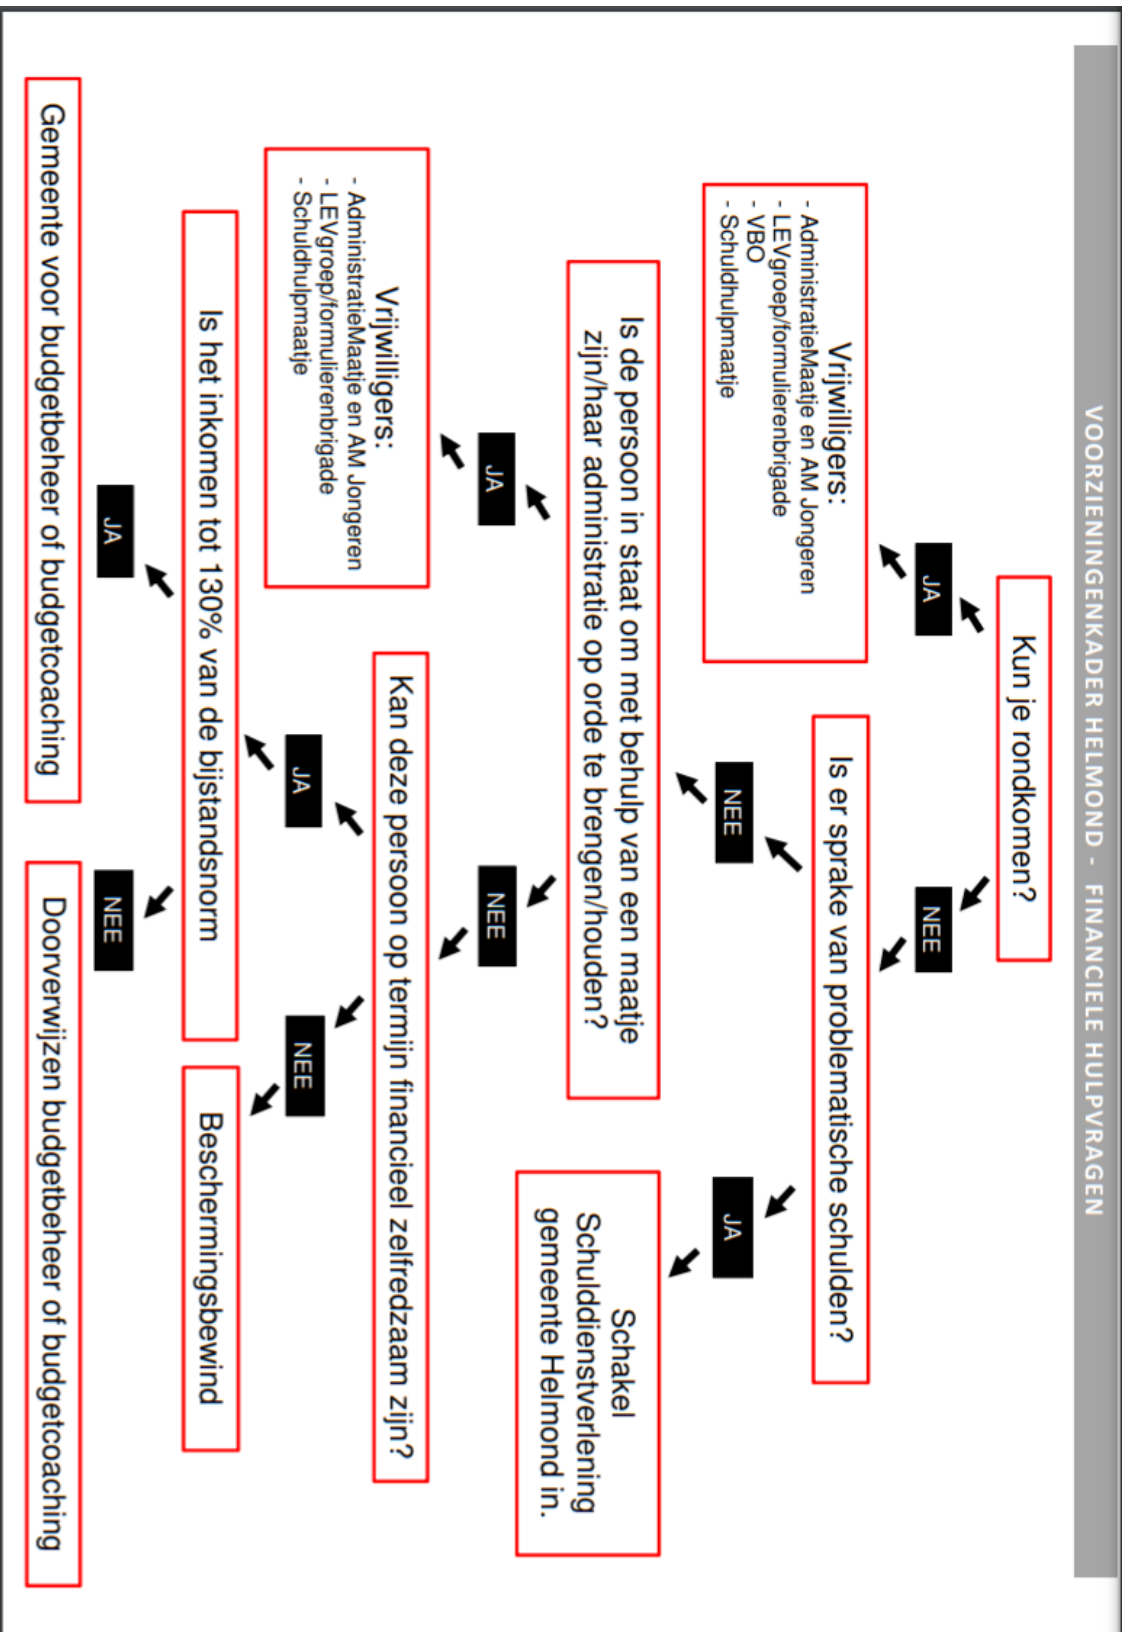 VOORZIENINGENKADER HELMOND - FINANCIELE HULPVRAGEN
Kun je rondkomen?
JA
NEE
Vrijwilligers:
- AdministratieMaatje en AM Jongeren
- LEVgroep/formulierenbrigade
- VBO
- Schuldhulpmaatje
Is er sprake van problematische schulden?
NEE
JA
Is de persoon in staat om met behulp van een maatje
zijn/haar administratie op orde te brengen/houden?
Schakel
Schulddienstverlening
gemeente Helmond in.
JA
NEE
Vrijwilligers:
- AdministratieMaatje en AM Jongeren
- LEVgroep/formulierenbrigade
- Schuldhulpmaatje
Kan deze persoon op termijn financieel zelfredzaam zijn?
JA
NEE
Is het inkomen tot 130% van de bijstandsnorm
Beschermingsbewind
JA
NEE
Gemeente voor budgetbeheer of budgetcoaching
Doorverwijzen budgetbeheer of budgetcoaching